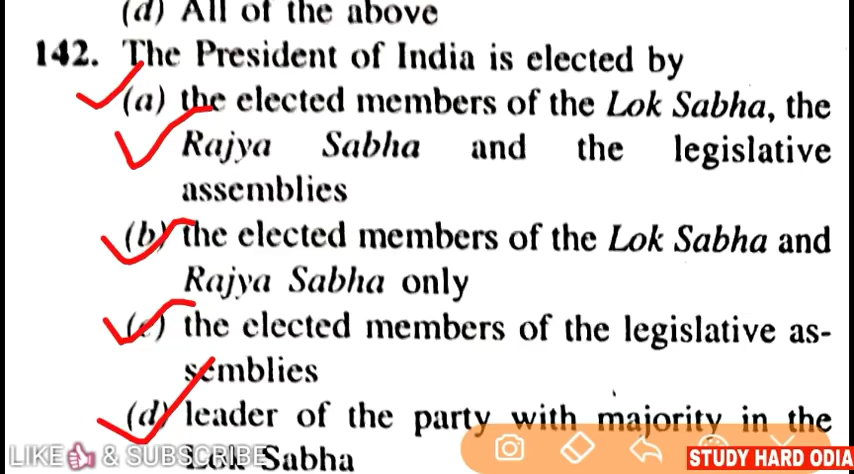 (d) All of the above
142. The President of India is elected by
(a) the elected members of the Lok Sabha, the
Rajya Sabha and the legislative
assemblies
(b) the elected members of the Lok Sabha and
Rajya Sabha only
(c) the elected members of the legislative as-
semblies
(d) leader of the party with majority in the
Lok Sabha
LIKE & SUBSCRIBE
STUDY HARD ODIA